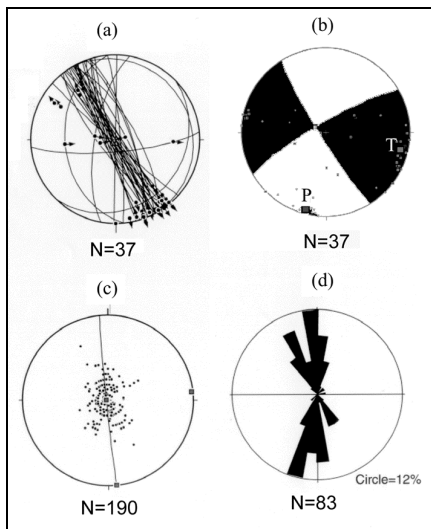 (a)
(b)
T
P
N=37
N=37
(c)
(d)
Circle=12%
N=190
N=83